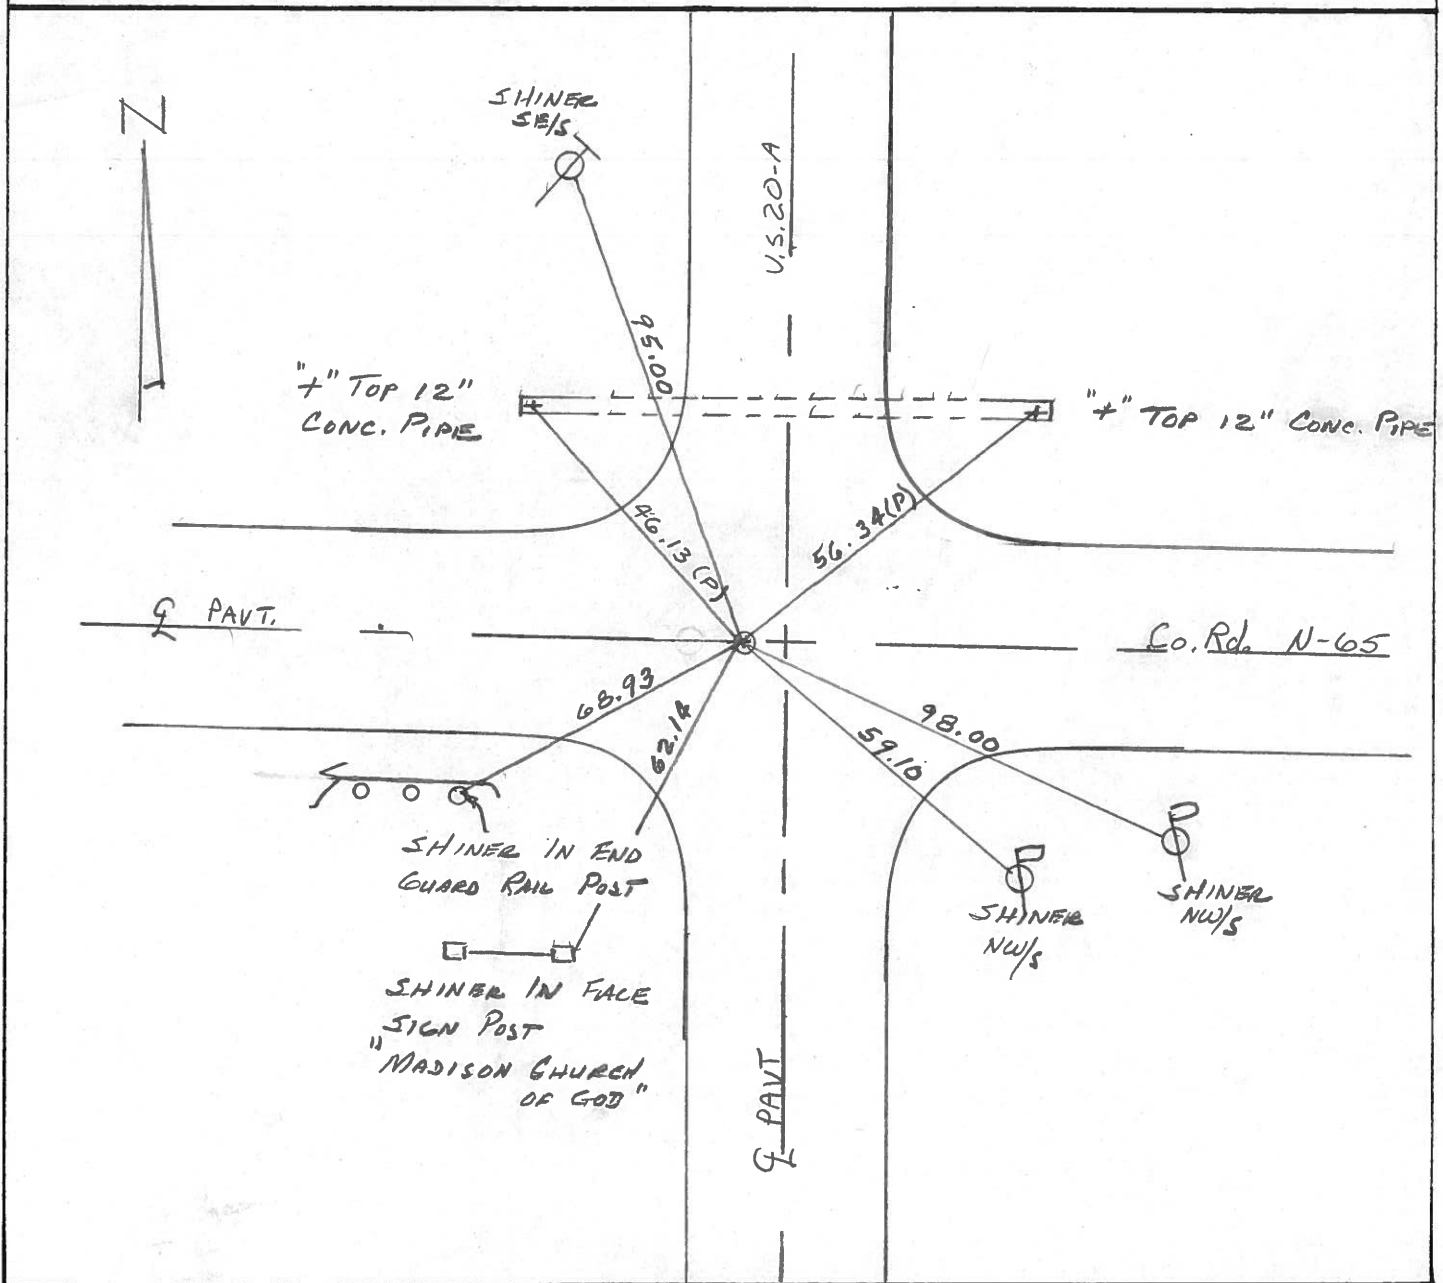 N
SHINER
SE/S
U.S. 20-A
95.00
"+" TOP 12"
CONC. PIPE
"+" TOP 12" CONC. PIPE
46.13 (P)
56.34 (P)
℄ PAVT.
Co. Rd. N-65
68.93
62.14
59.10
98.00
SHINER IN END
GUARD RAIL POST
SHINER
NW/S
SHINER
NW/S
SHINER IN FACE
SIGN POST
"MADISON CHURCH
OF GOD"
℄ PAVT